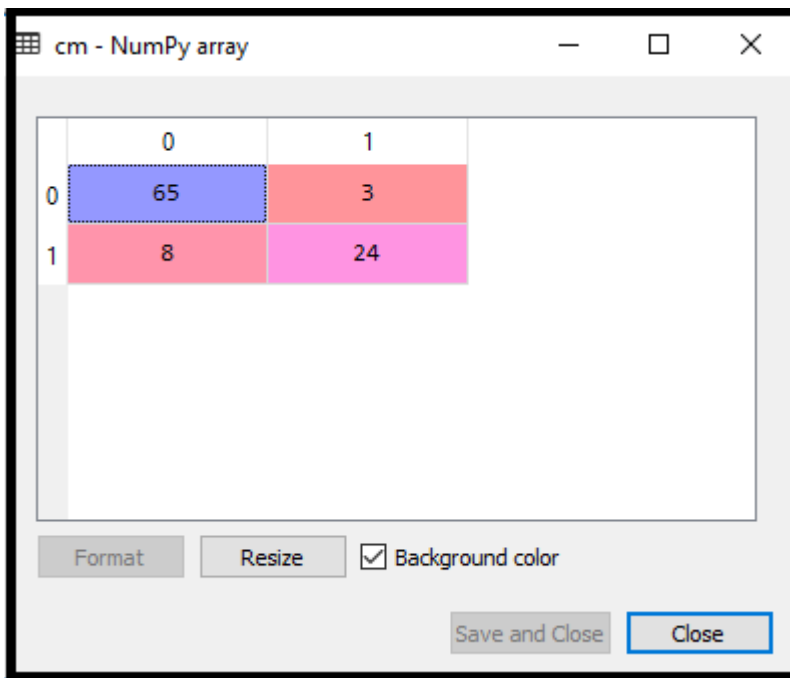 cm - NumPy array
0 1
0 65 3
1 8 24
Format Resize Background color
Save and Close Close